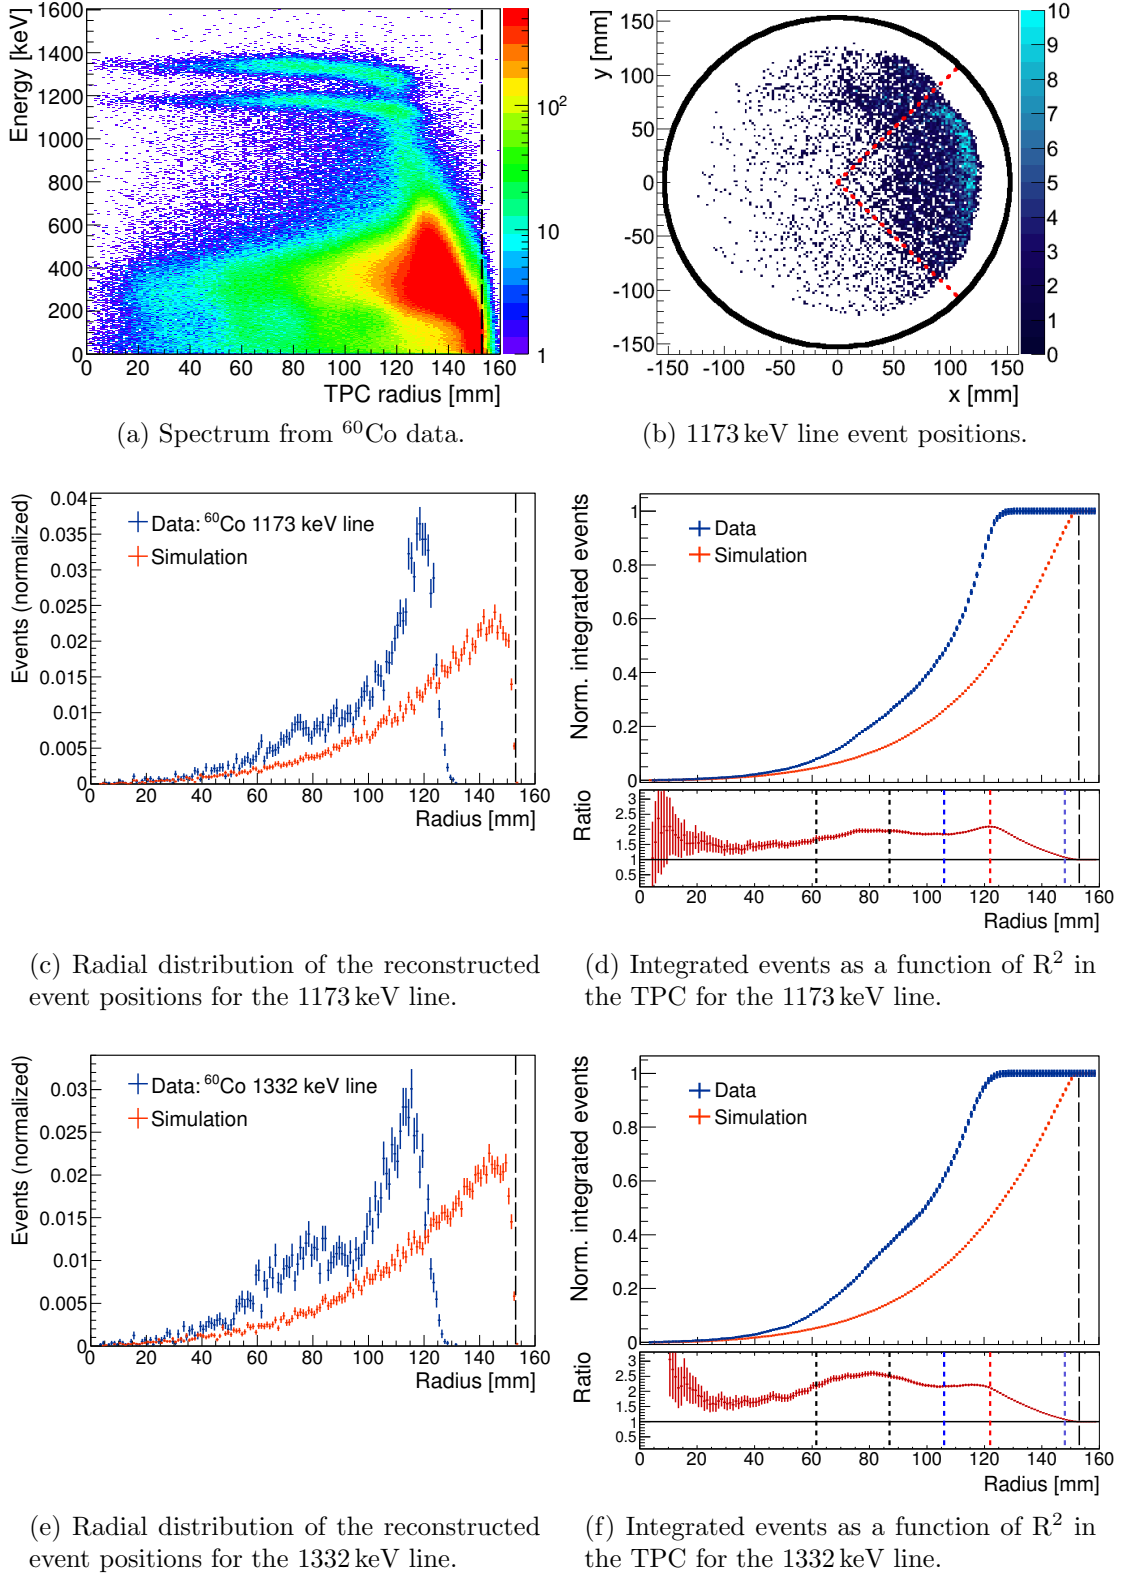 1600
1400
1200
1000
800
600
400
200
0
Energy [keV]
0 20 40 60 80 100 120 140 160
TPC radius [mm]
10²
10
1
(a) Spectrum from ⁶⁰Co data.
y [mm]
150
100
50
0
-50
-100
-150
-150 -100 -50 0 50 100 150
x [mm]
10
9
8
7
6
5
4
3
2
1
0
(b) 1173 keV line event positions.
Events (normalized)
0.04
0.035
0.03
0.025
0.02
0.015
0.01
0.005
0
Data: ⁶⁰Co 1173 keV line
Simulation
0 20 40 60 80 100 120 140 160
Radius [mm]
(c) Radial distribution of the reconstructed
event positions for the 1173 keV line.
Norm. integrated events
1
0.8
0.6
0.4
0.2
0
Data
Simulation
Ratio
3
2.5
2
1.5
1
0.5
0 20 40 60 80 100 120 140 160
Radius [mm]
(d) Integrated events as a function of R² in
the TPC for the 1173 keV line.
Events (normalized)
0.03
0.025
0.02
0.015
0.01
0.005
0
Data: ⁶⁰Co 1332 keV line
Simulation
0 20 40 60 80 100 120 140 160
Radius [mm]
(e) Radial distribution of the reconstructed
event positions for the 1332 keV line.
Norm. integrated events
1
0.8
0.6
0.4
0.2
0
Data
Simulation
Ratio
3
2.5
2
1.5
1
0.5
0 20 40 60 80 100 120 140 160
Radius [mm]
(f) Integrated events as a function of R² in
the TPC for the 1332 keV line.